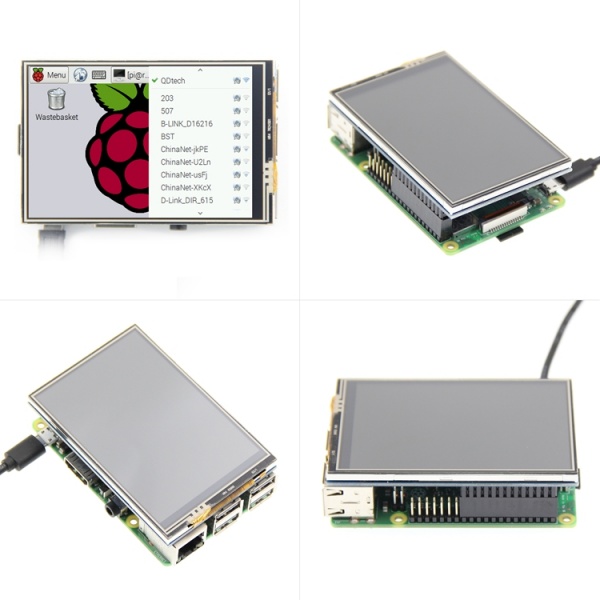 Menu
[pi@r...
Wastebasket
QDtech
203
507
B-LINK_D16216
BST
ChinaNet-jkPE
ChinaNet-U2Ln
ChinaNet-usFj
ChinaNet-XKcX
D-Link_DIR_615